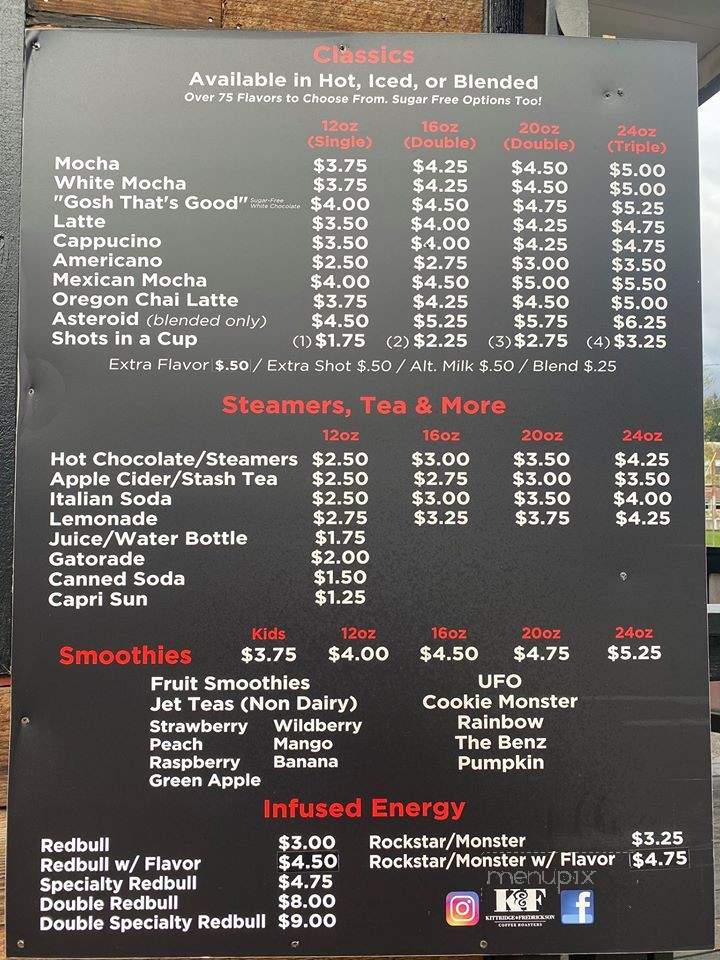 Classics
Available in Hot, Iced, or Blended
Over 75 Flavors to Choose From. Sugar Free Options Too!
12oz (Single) 16oz (Double) 20oz (Double) 24oz (Triple)
Mocha $3.75 $4.25 $4.50 $5.00
White Mocha $3.75 $4.25 $4.50 $5.00
"Gosh That's Good" Sugar-Free White Chocolate $4.00 $4.50 $4.75 $5.25
Latte $3.50 $4.00 $4.25 $4.75
Cappucino $3.50 $4.00 $4.25 $4.75
Americano $2.50 $2.75 $3.00 $3.50
Mexican Mocha $4.00 $4.50 $5.00 $5.50
Oregon Chai Latte $3.75 $4.25 $4.50 $5.00
Asteroid (blended only) $4.50 $5.25 $5.75 $6.25
Shots in a Cup (1) $1.75 (2) $2.25 (3) $2.75 (4) $3.25
Extra Flavor $.50 / Extra Shot $.50 / Alt. Milk $.50 / Blend $.25
Steamers, Tea & More
12oz 16oz 20oz 24oz
Hot Chocolate/Steamers $2.50 $3.00 $3.50 $4.25
Apple Cider/Stash Tea $2.50 $2.75 $3.00 $3.50
Italian Soda $2.50 $3.00 $3.50 $4.00
Lemonade $2.75 $3.25 $3.75 $4.25
Juice/Water Bottle $1.75
Gatorade $2.00
Canned Soda $1.50
Capri Sun $1.25
Kids 12oz 16oz 20oz 24oz
Smoothies $3.75 $4.00 $4.50 $4.75 $5.25
Fruit Smoothies UFO
Jet Teas (Non Dairy) Cookie Monster
Strawberry Wildberry Rainbow
Peach Mango The Benz
Raspberry Banana Pumpkin
Green Apple
Infused Energy
Redbull $3.00 Rockstar/Monster $3.25
Redbull w/ Flavor $4.50 Rockstar/Monster w/ Flavor $4.75
Specialty Redbull $4.75
Double Redbull $8.00
Double Specialty Redbull $9.00
menupix
K&F
KITTRIDGE+FREDRICKSON
COFFEE ROASTERS
f